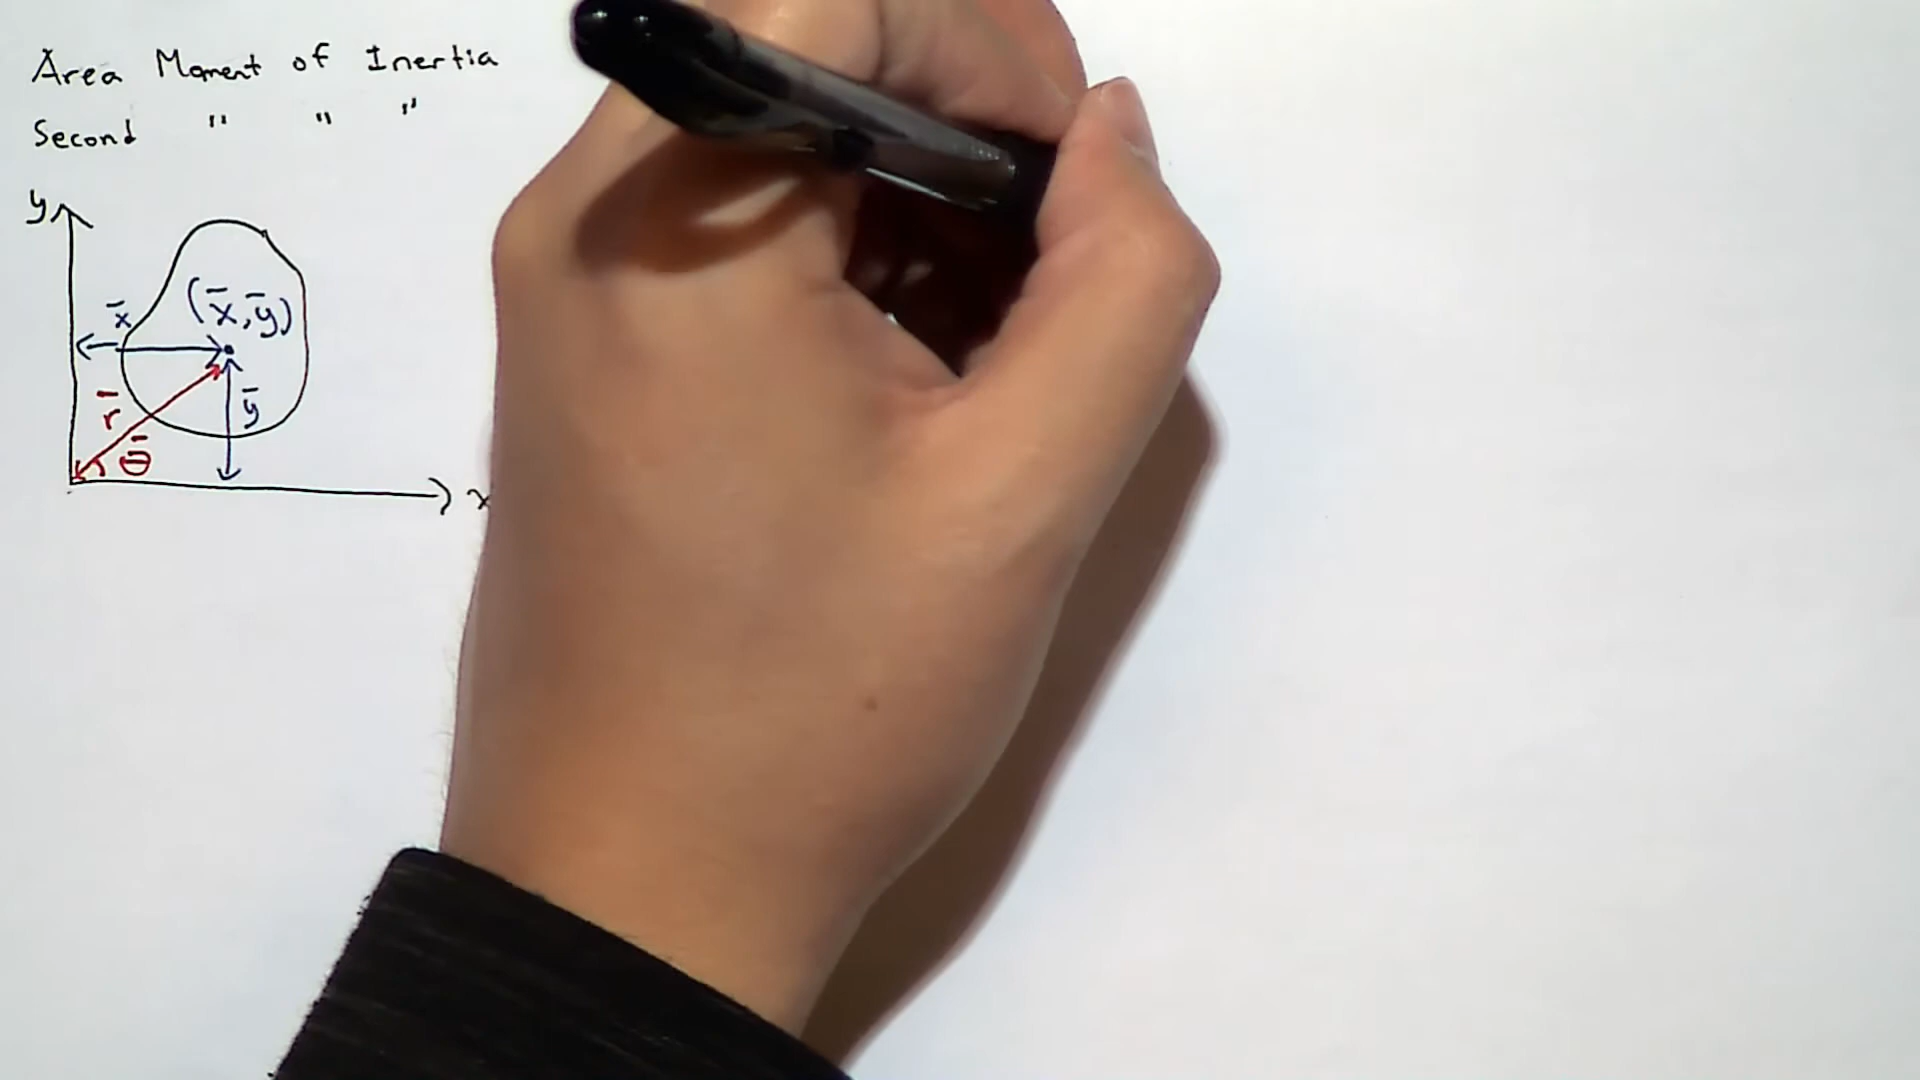 Area Moment of Inertia
Second " " "
y
x̄
(x̄,ȳ)
r̄
ȳ
θ̄
x